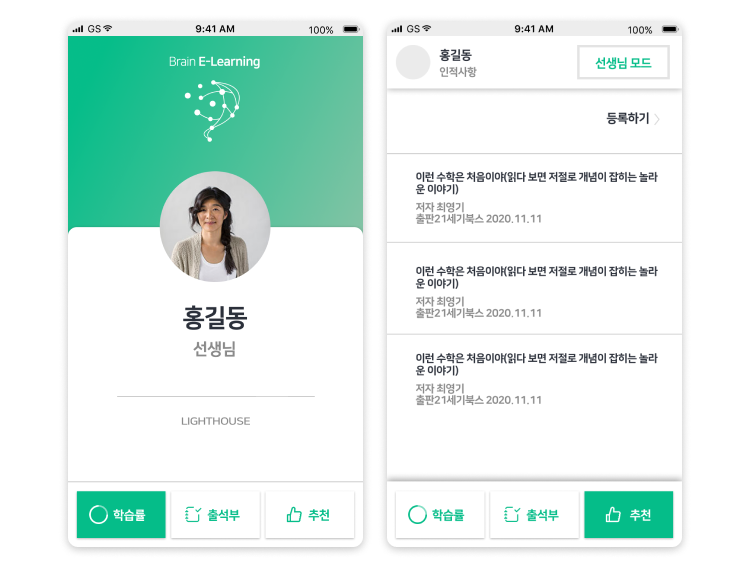 GS 9:41 AM 100%
Brain E-Learning
홍길동
선생님
LIGHTHOUSE
학습률
출석부
추천
GS 9:41 AM 100%
홍길동
인적사항
선생님 모드
등록하기
이런 수학은 처음이야(읽다 보면 저절로 개념이 잡히는 놀라
운 이야기)
저자 최영기
출판21세기북스 2020.11.11
이런 수학은 처음이야(읽다 보면 저절로 개념이 잡히는 놀라
운 이야기)
저자 최영기
출판21세기북스 2020.11.11
이런 수학은 처음이야(읽다 보면 저절로 개념이 잡히는 놀라
운 이야기)
저자 최영기
출판21세기북스 2020.11.11
학습률
출석부
추천